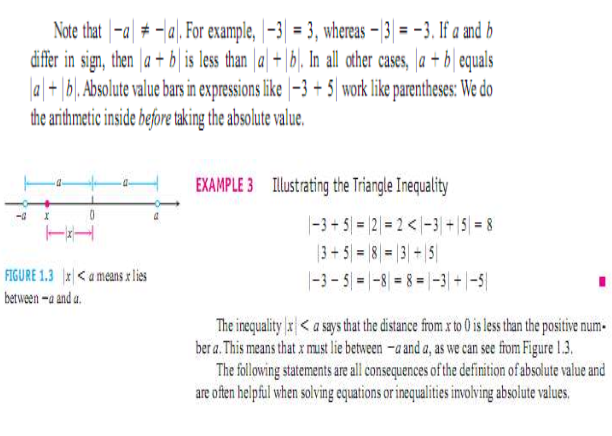 Note that |−a| ≠ −|a|. For example, |−3| = 3, whereas −|3| = −3. If a and b
differ in sign, then |a + b| is less than |a| + |b|. In all other cases, |a + b| equals
|a| + |b|. Absolute value bars in expressions like |−3 + 5| work like parentheses: We do
the arithmetic inside before taking the absolute value.
a a
−a x 0 a
|x|
FIGURE 1.3 |x| < a means x lies
between −a and a.
EXAMPLE 3 Illustrating the Triangle Inequality
|−3 + 5| = |2| = 2 < |−3| + |5| = 8
|3 + 5| = |8| = |3| + |5|
|−3 − 5| = |−8| = 8 = |−3| + |−5|
The inequality |x| < a says that the distance from x to 0 is less than the positive num-
ber a. This means that x must lie between −a and a, as we can see from Figure 1.3.
The following statements are all consequences of the definition of absolute value and
are often helpful when solving equations or inequalities involving absolute values.